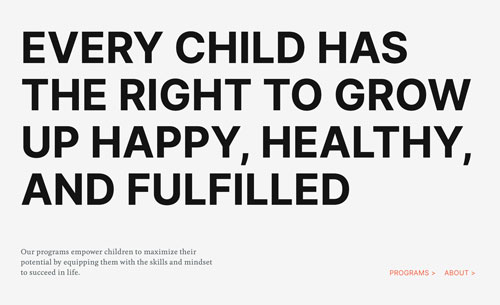 EVERY CHILD HAS
THE RIGHT TO GROW
UP HAPPY, HEALTHY,
AND FULFILLED
Our programs empower children to maximize their
potential by equipping them with the skills and mindset
to succeed in life.
PROGRAMS > ABOUT >